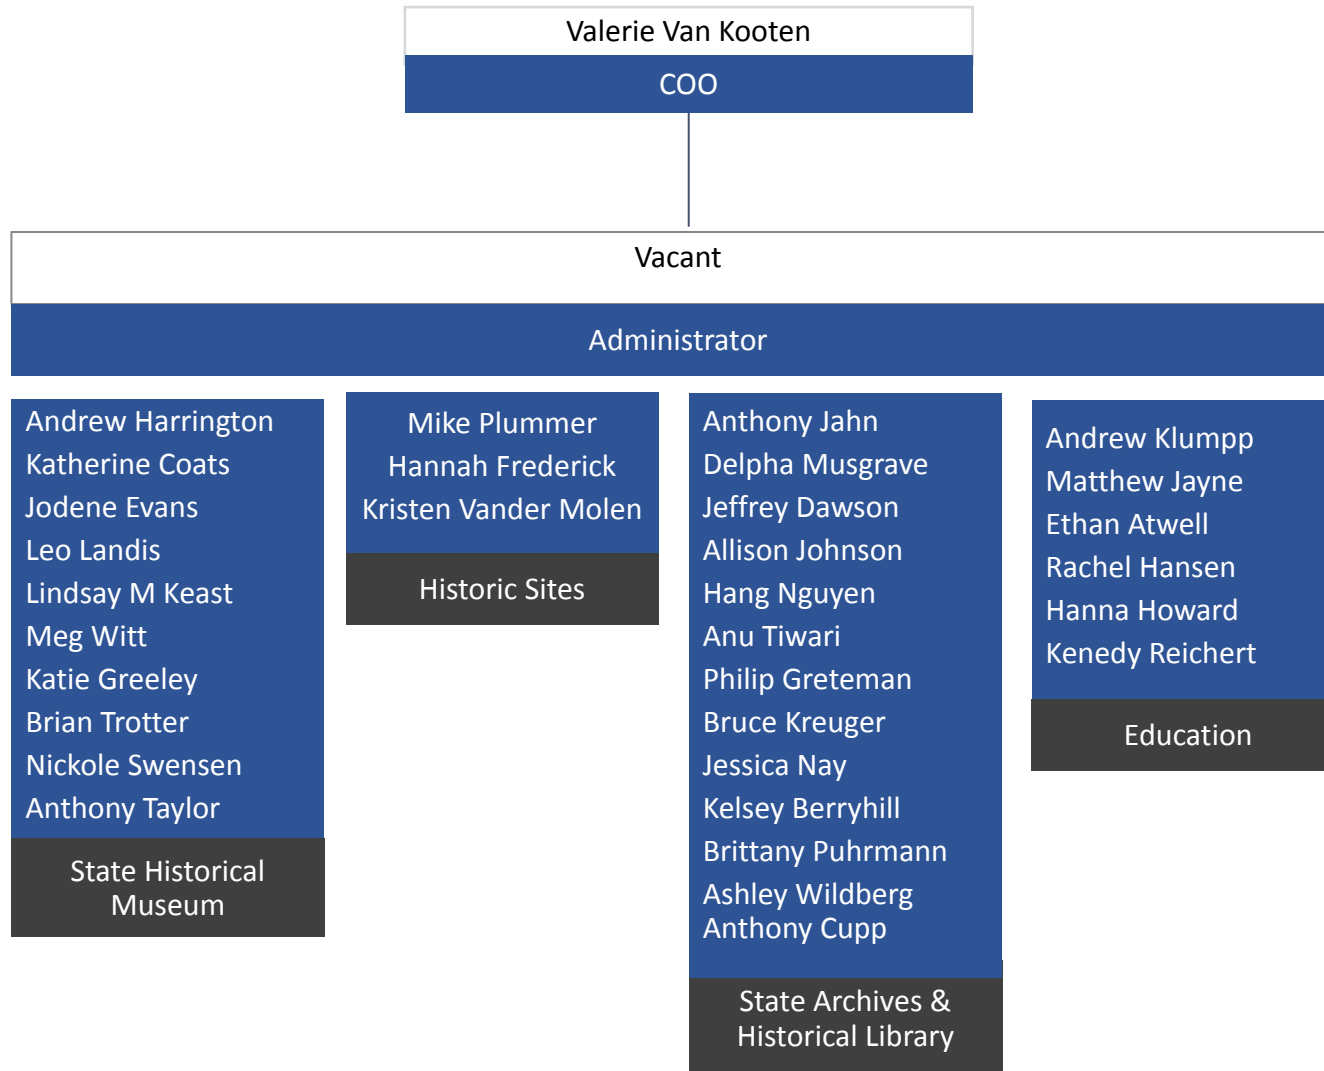 Valerie Van Kooten
COO
Vacant
Administrator
Andrew Harrington
Katherine Coats
Jodene Evans
Leo Landis
Lindsay M Keast
Meg Witt
Katie Greeley
Brian Trotter
Nickole Swensen
Anthony Taylor
State Historical
Museum
Mike Plummer
Hannah Frederick
Kristen Vander Molen
Historic Sites
Anthony Jahn
Delpha Musgrave
Jeffrey Dawson
Allison Johnson
Hang Nguyen
Anu Tiwari
Philip Greteman
Bruce Kreuger
Jessica Nay
Kelsey Berryhill
Brittany Puhrmann
Ashley Wildberg
Anthony Cupp
State Archives &
Historical Library
Andrew Klumpp
Matthew Jayne
Ethan Atwell
Rachel Hansen
Hanna Howard
Kenedy Reichert
Education